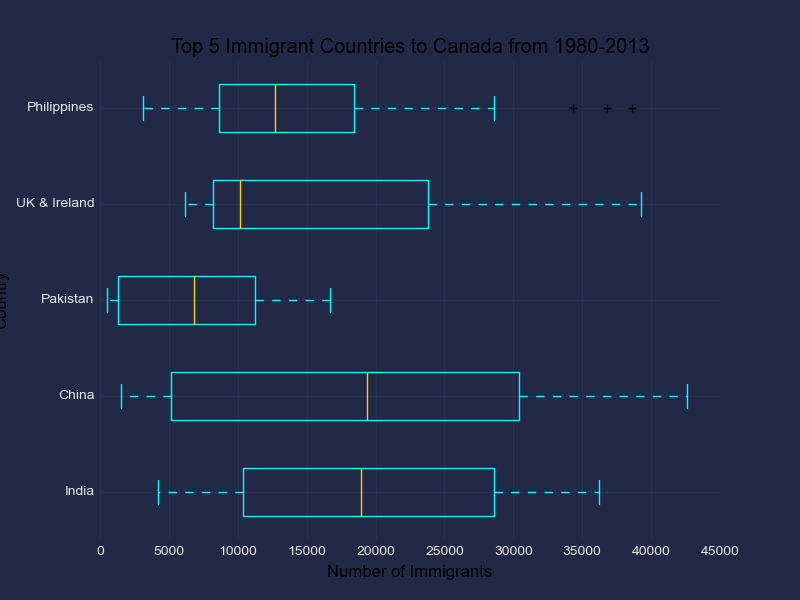 Top 5 Immigrant Countries to Canada from 1980-2013
Philippines
UK & Ireland
Pakistan
China
India
Country
0 5000 10000 15000 20000 25000 30000 35000 40000 45000
Number of Immigrants